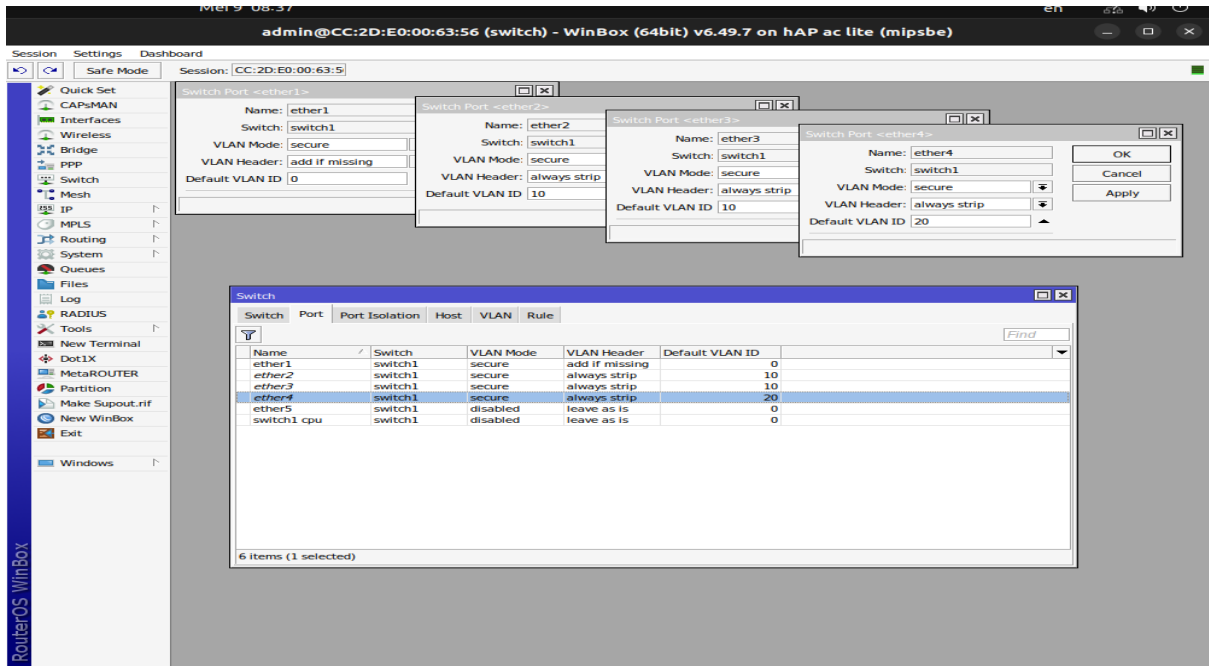 Mei 9 08:37 en
admin@CC:2D:E0:00:63:56 (switch) - WinBox (64bit) v6.49.7 on hAP ac lite (mipsbe)
Session Settings Dashboard
Safe Mode Session: CC:2D:E0:00:63:5
Quick Set
CAPsMAN
Interfaces
Wireless
Bridge
PPP
Switch
Mesh
IP
MPLS
Routing
System
Queues
Files
Log
RADIUS
Tools
New Terminal
Dot1X
MetaROUTER
Partition
Make Supout.rif
New WinBox
Exit
Windows
RouterOS WinBox
Switch Port <ether1>
Name: ether1
Switch: switch1
VLAN Mode: secure
VLAN Header: add if missing
Default VLAN ID 0
Switch Port <ether2>
Name: ether2
Switch: switch1
VLAN Mode: secure
VLAN Header: always strip
Default VLAN ID 10
Switch Port <ether3>
Name: ether3
Switch: switch1
VLAN Mode: secure
VLAN Header: always strip
Default VLAN ID 10
Switch Port <ether4>
Name: ether4
Switch: switch1
VLAN Mode: secure
VLAN Header: always strip
Default VLAN ID 20
OK
Cancel
Apply
Switch
Switch Port Port Isolation Host VLAN Rule
Find
Name Switch VLAN Mode VLAN Header Default VLAN ID
ether1 switch1 secure add if missing 0
ether2 switch1 secure always strip 10
ether3 switch1 secure always strip 10
ether4 switch1 secure always strip 20
ether5 switch1 disabled leave as is 0
switch1 cpu switch1 disabled leave as is 0
6 items (1 selected)